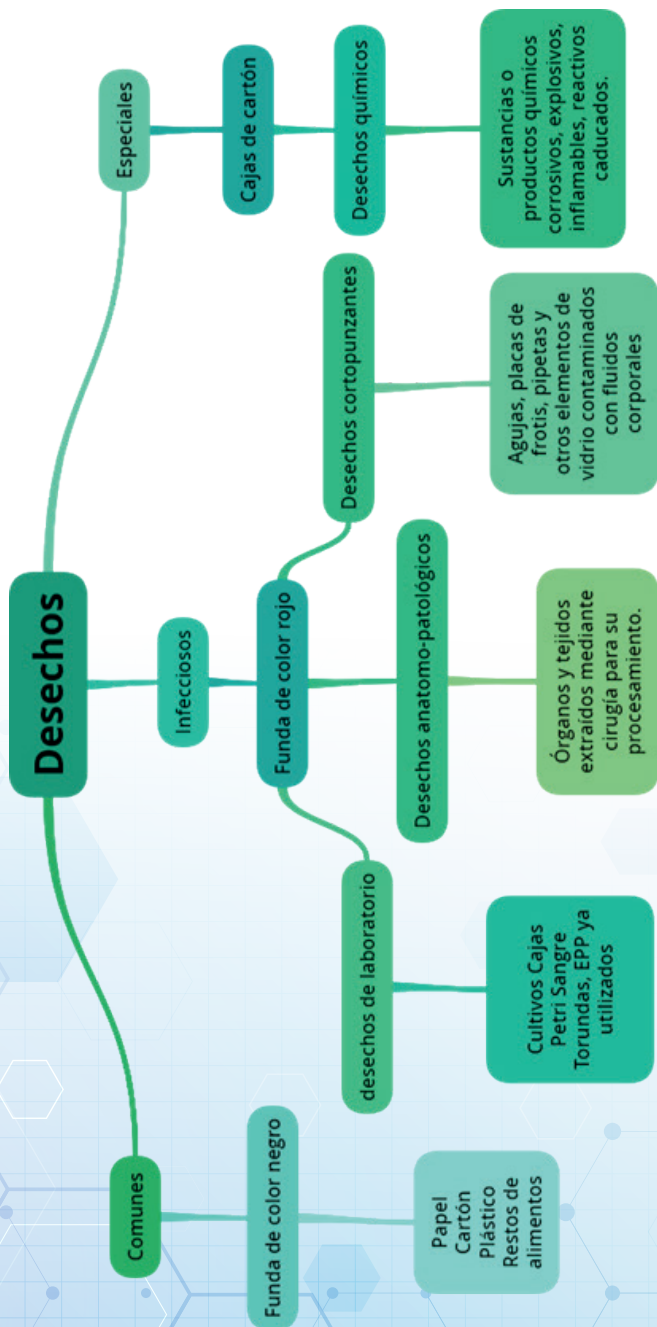 Desechos
Comunes
Funda de color negro
Papel
Cartón
Plástico
Restos de
alimentos
Infecciosos
Funda de color rojo
desechos de laboratorio
Cultivos Cajas
Petri Sangre
Torundas, EPP ya
utilizados
Desechos anatomo-patológicos
Órganos y tejidos
extraídos mediante
cirugía para su
procesamiento.
Desechos cortopunzantes
Agujas, placas de
frotis, pipetas y
otros elementos de
vidrio contaminados
con fluidos
corporales
Especiales
Cajas de cartón
Desechos químicos
Sustancias o
productos químicos
corrosivos, explosivos,
inflamables, reactivos
caducados.